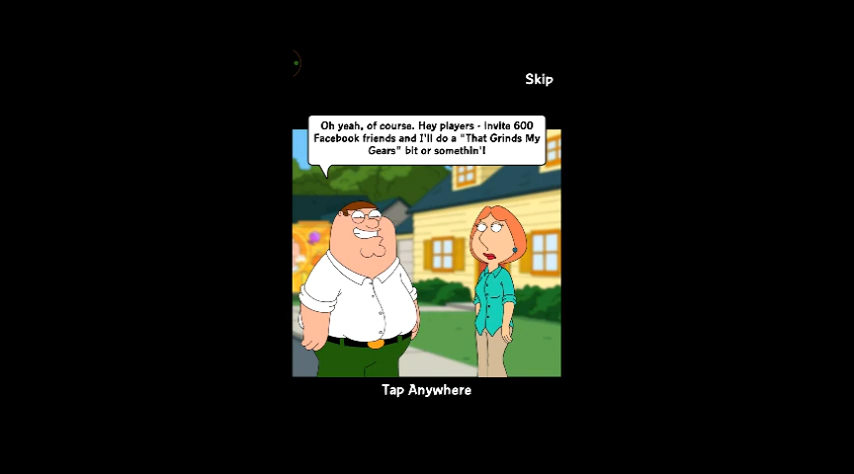 Skip
Oh yeah, of course. Hey players - Invite 600
Facebook friends and I'll do a "That Grinds My
Gears" bit or somethin'!
Tap Anywhere